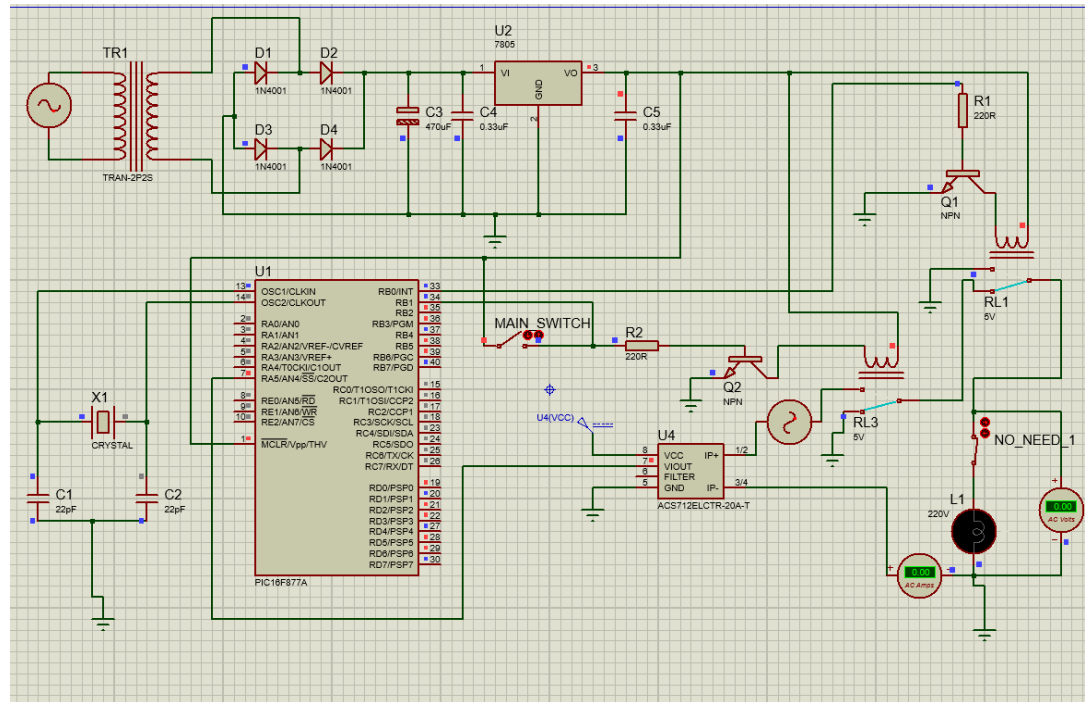 TR1
TRAN-2P2S
D1
1N4001
D2
1N4001
D3
1N4001
D4
1N4001
C3
470uF
C4
0.33uF
U2
7805
1
VI
VO
3
GND
2
C5
0.33uF
R1
220R
Q1
NPN
RL1
5V
U1
13
OSC1/CLKIN
14
OSC2/CLKOUT
2
RA0/AN0
3
RA1/AN1
4
RA2/AN2/VREF-/CVREF
5
RA3/AN3/VREF+
6
RA4/T0CKI/C1OUT
7
RA5/AN4/SS/C2OUT
8
RE0/AN5/RD
9
RE1/AN6/WR
10
RE2/AN7/CS
1
MCLR/Vpp/THV
RB0/INT
33
RB1
34
RB2
35
RB3/PGM
36
RB4
37
RB5
38
RB6/PGC
39
RB7/PGD
40
RC0/T1OSO/T1CKI
15
RC1/T1OSI/CCP2
16
RC2/CCP1
17
RC3/SCK/SCL
18
RC4/SDI/SDA
23
RC5/SDO
24
RC6/TX/CK
25
RC7/RX/DT
26
RD0/PSP0
19
RD1/PSP1
20
RD2/PSP2
21
RD3/PSP3
22
RD4/PSP4
27
RD5/PSP5
28
RD6/PSP6
29
RD7/PSP7
30
PIC16F877A
X1
CRYSTAL
C1
22pF
C2
22pF
MAIN_SWITCH
R2
220R
Q2
NPN
RL3
5V
U4(VCC)
U4
8
VCC
7
VIOUT
6
FILTER
5
GND
IP+
1/2
IP-
3/4
ACS712ELCTR-20A-T
NO_NEED_1
L1
220V
+
0.00
AC Volts
-
+
0.00
AC Amps
-